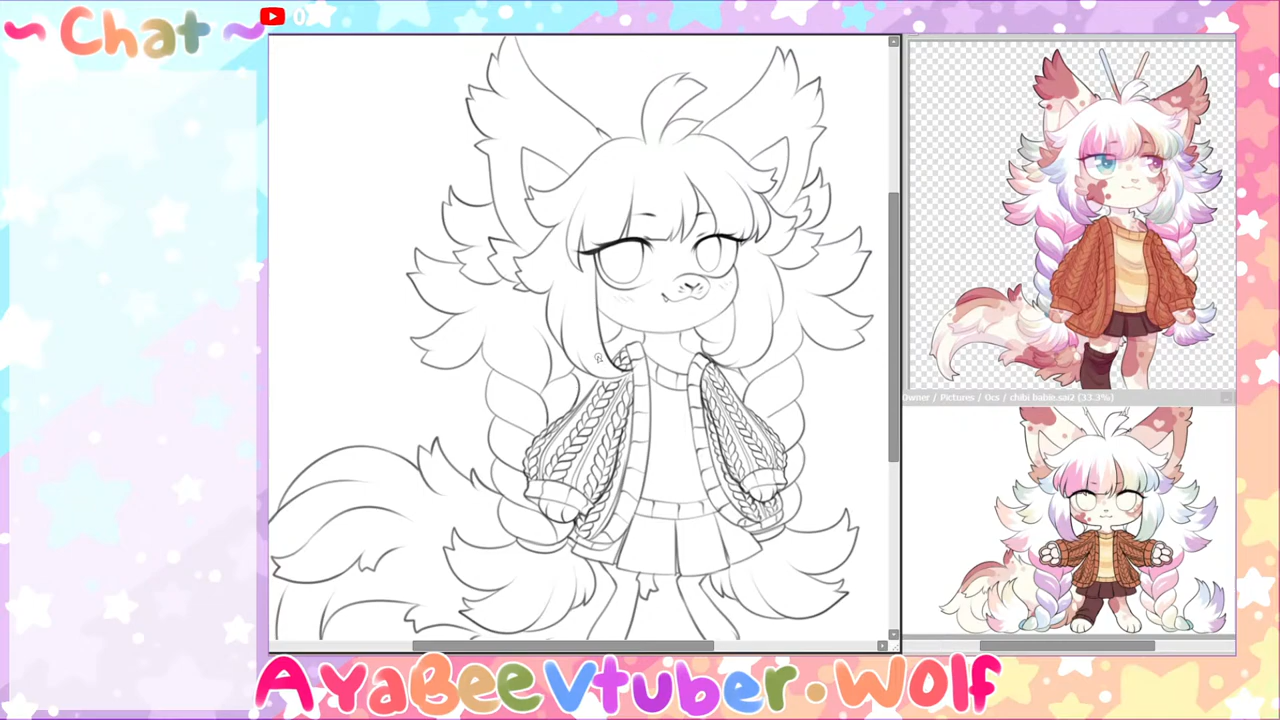 ~ Chat ~
0
Owner / Pictures / Ocs / chibi babie.sai2 (33.3%)
AyaBeeVtuber.Wolf